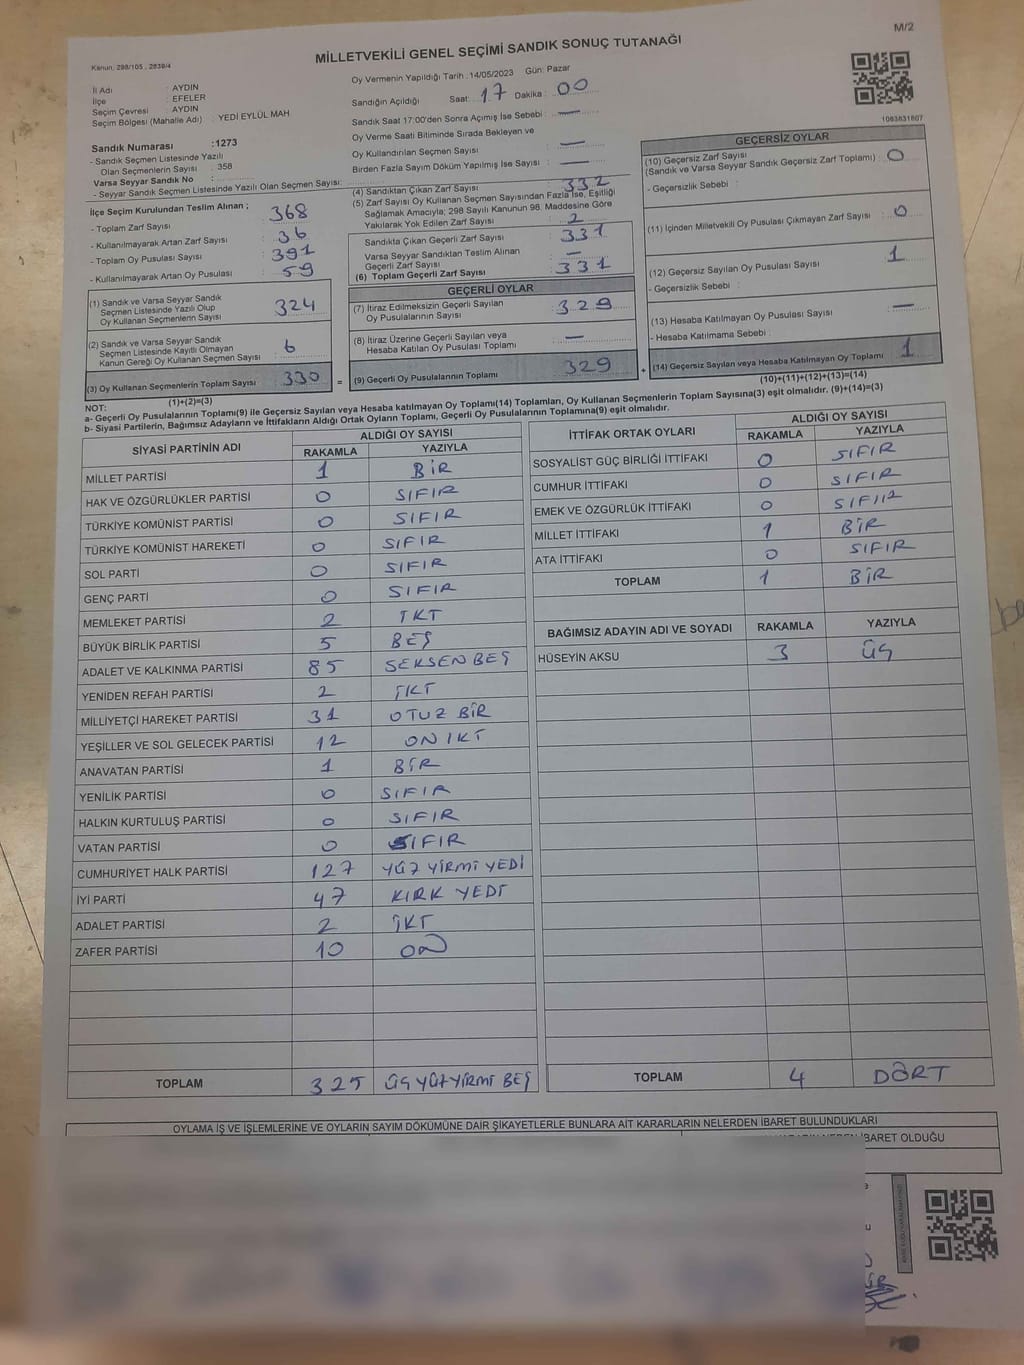 M/2
MİLLETVEKİLİ GENEL SEÇİMİ SANDIK SONUÇ TUTANAĞI
Kanun: 298/105 , 2839/4
Oy Vermenin Yapıldığı Tarih : 14/05/2023 Gün: Pazar
İl Adı : AYDIN
İlçe : EFELER
Seçim Çevresi : AYDIN
Seçim Bölgesi (Mahalle Adı) : YEDİ EYLÜL MAH
Sandığın Açıldığı Saat : 17 Dakika : 00
Sandık Saat 17:00'den Sonra Açımış İse Sebebi : —
Oy Verme Saati Bitiminde Sırada Bekleyen ve
Oy Kullandırılan Seçmen Sayısı : —
Birden Fazla Sayım Döküm Yapılmış İse Sayısı : —
1063631807
Sandık Numarası : 1273
- Sandık Seçmen Listesinde Yazılı
Olan Seçmenlerin Sayısı : 358
Varsa Seyyar Sandık No :
- Seyyar Sandık Seçmen Listesinde Yazılı Olan Seçmen Sayısı:
İlçe Seçim Kurulundan Teslim Alınan ;
- Toplam Zarf Sayısı : 368
- Kullanılmayarak Artan Zarf Sayısı : 36
- Toplam Oy Pusulası Sayısı : 391
- Kullanılmayarak Artan Oy Pusulası : 59
(1) Sandık ve Varsa Seyyar Sandık
Seçmen Listesinde Yazılı Olup
Oy Kullanan Seçmenlerin Sayısı : 324
(2) Sandık ve Varsa Seyyar Sandık
Seçmen Listesinde Kayıtlı Olmayan
Kanun Gereği Oy Kullanan Seçmen Sayısı : 6
(3) Oy Kullanan Seçmenlerin Toplam Sayısı : 330
(1)+(2)=(3)
(4) Sandıktan Çıkan Zarf Sayısı : 332
(5) Zarf Sayısı Oy Kullanan Seçmen Sayısından Fazla İse, Eşitliği
Sağlamak Amacıyla; 298 Sayılı Kanunun 98. Maddesine Göre
Yakılarak Yok Edilen Zarf Sayısı : 2
Sandıkta Çıkan Geçerli Zarf Sayısı : 331
Varsa Seyyar Sandıktan Teslim Alınan
Geçerli Zarf Sayısı : —
(6) Toplam Geçerli Zarf Sayısı : 331
GEÇERLİ OYLAR
(7) İtiraz Edilmeksizin Geçerli Sayılan
Oy Pusulalarının Sayısı : 329
(8) İtiraz Üzerine Geçerli Sayılan veya
Hesaba Katılan Oy Pusulası Toplamı : —
= (9) Geçerli Oy Pusulalarının Toplamı : 329 +
GEÇERSİZ OYLAR
(10) Geçersiz Zarf Sayısı
(Sandık ve Varsa Seyyar Sandık Geçersiz Zarf Toplamı) : 0
- Geçersizlik Sebebi :
(11) İçinden Milletvekili Oy Pusulası Çıkmayan Zarf Sayısı : 0
(12) Geçersiz Sayılan Oy Pusulası Sayısı : 1
- Geçersizlik Sebebi :
(13) Hesaba Katılmayan Oy Pusulası Sayısı : —
- Hesaba Katılmama Sebebi :
(14) Geçersiz Sayılan veya Hesaba Katılmayan Oy Toplamı : 1
(10)+(11)+(12)+(13)=(14)
NOT:
a- Geçerli Oy Pusulalarının Toplamı(9) ile Geçersiz Sayılan veya Hesaba katılmayan Oy Toplamı(14) Toplamları, Oy Kullanan Seçmenlerin Toplam Sayısına(3) eşit olmalıdır. (9)+(14)=(3)
b- Siyasi Partilerin, Bağımsız Adayların ve İttifakların Aldığı Ortak Oyların Toplamı, Geçerli Oy Pusulalarının Toplamına(9) eşit olmalıdır.
SİYASİ PARTİNİN ADI ALDIĞI OY SAYISI
RAKAMLA YAZIYLA
MİLLET PARTİSİ 1 BİR
HAK VE ÖZGÜRLÜKLER PARTİSİ 0 SIFIR
TÜRKİYE KOMÜNİST PARTİSİ 0 SIFIR
TÜRKİYE KOMÜNİST HAREKETİ 0 SIFIR
SOL PARTİ 0 SIFIR
GENÇ PARTİ 0 SIFIR
MEMLEKET PARTİSİ 2 İKİ
BÜYÜK BİRLİK PARTİSİ 5 BEŞ
ADALET VE KALKINMA PARTİSİ 85 SEKSEN BEŞ
YENİDEN REFAH PARTİSİ 2 İKİ
MİLLİYETÇİ HAREKET PARTİSİ 31 OTUZ BİR
YEŞİLLER VE SOL GELECEK PARTİSİ 12 ON İKİ
ANAVATAN PARTİSİ 1 BİR
YENİLİK PARTİSİ 0 SIFIR
HALKIN KURTULUŞ PARTİSİ 0 SIFIR
VATAN PARTİSİ 0 SIFIR
CUMHURİYET HALK PARTİSİ 127 YÜZ YİRMİ YEDİ
İYİ PARTİ 47 KIRK YEDİ
ADALET PARTİSİ 2 İKİ
ZAFER PARTİSİ 10 ON
TOPLAM 325 ÜÇ YÜZ YİRMİ BEŞ
İTTİFAK ORTAK OYLARI ALDIĞI OY SAYISI
RAKAMLA YAZIYLA
SOSYALİST GÜÇ BİRLİĞİ İTTİFAKI 0 SIFIR
CUMHUR İTTİFAKI 0 SIFIR
EMEK VE ÖZGÜRLÜK İTTİFAKI 0 SIFIR
MİLLET İTTİFAKI 1 BİR
ATA İTTİFAKI 0 SIFIR
TOPLAM 1 BİR
BAĞIMSIZ ADAYIN ADI VE SOYADI RAKAMLA YAZIYLA
HÜSEYİN AKSU 3 ÜÇ
TOPLAM 4 DÖRT
OYLAMA İŞ VE İŞLEMLERİNE VE OYLARIN SAYIM DÖKÜMÜNE DAİR ŞİKAYETLERLE BUNLARA AİT KARARLARIN NELERDEN İBARET BULUNDUKLARI
İBARET OLDUĞU